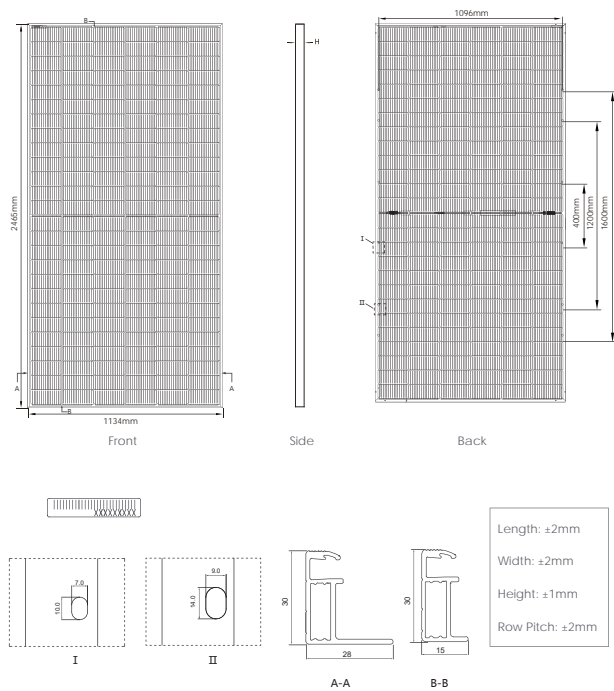 1096mm
B
H
2465mm
400mm
1200mm
1600mm
I
II
A
A
B
1134mm
Front
Side
Back
7.0
10.0
I
9.0
14.0
II
30
28
A-A
30
15
B-B
Length: ±2mm
Width: ±2mm
Height: ±1mm
Row Pitch: ±2mm